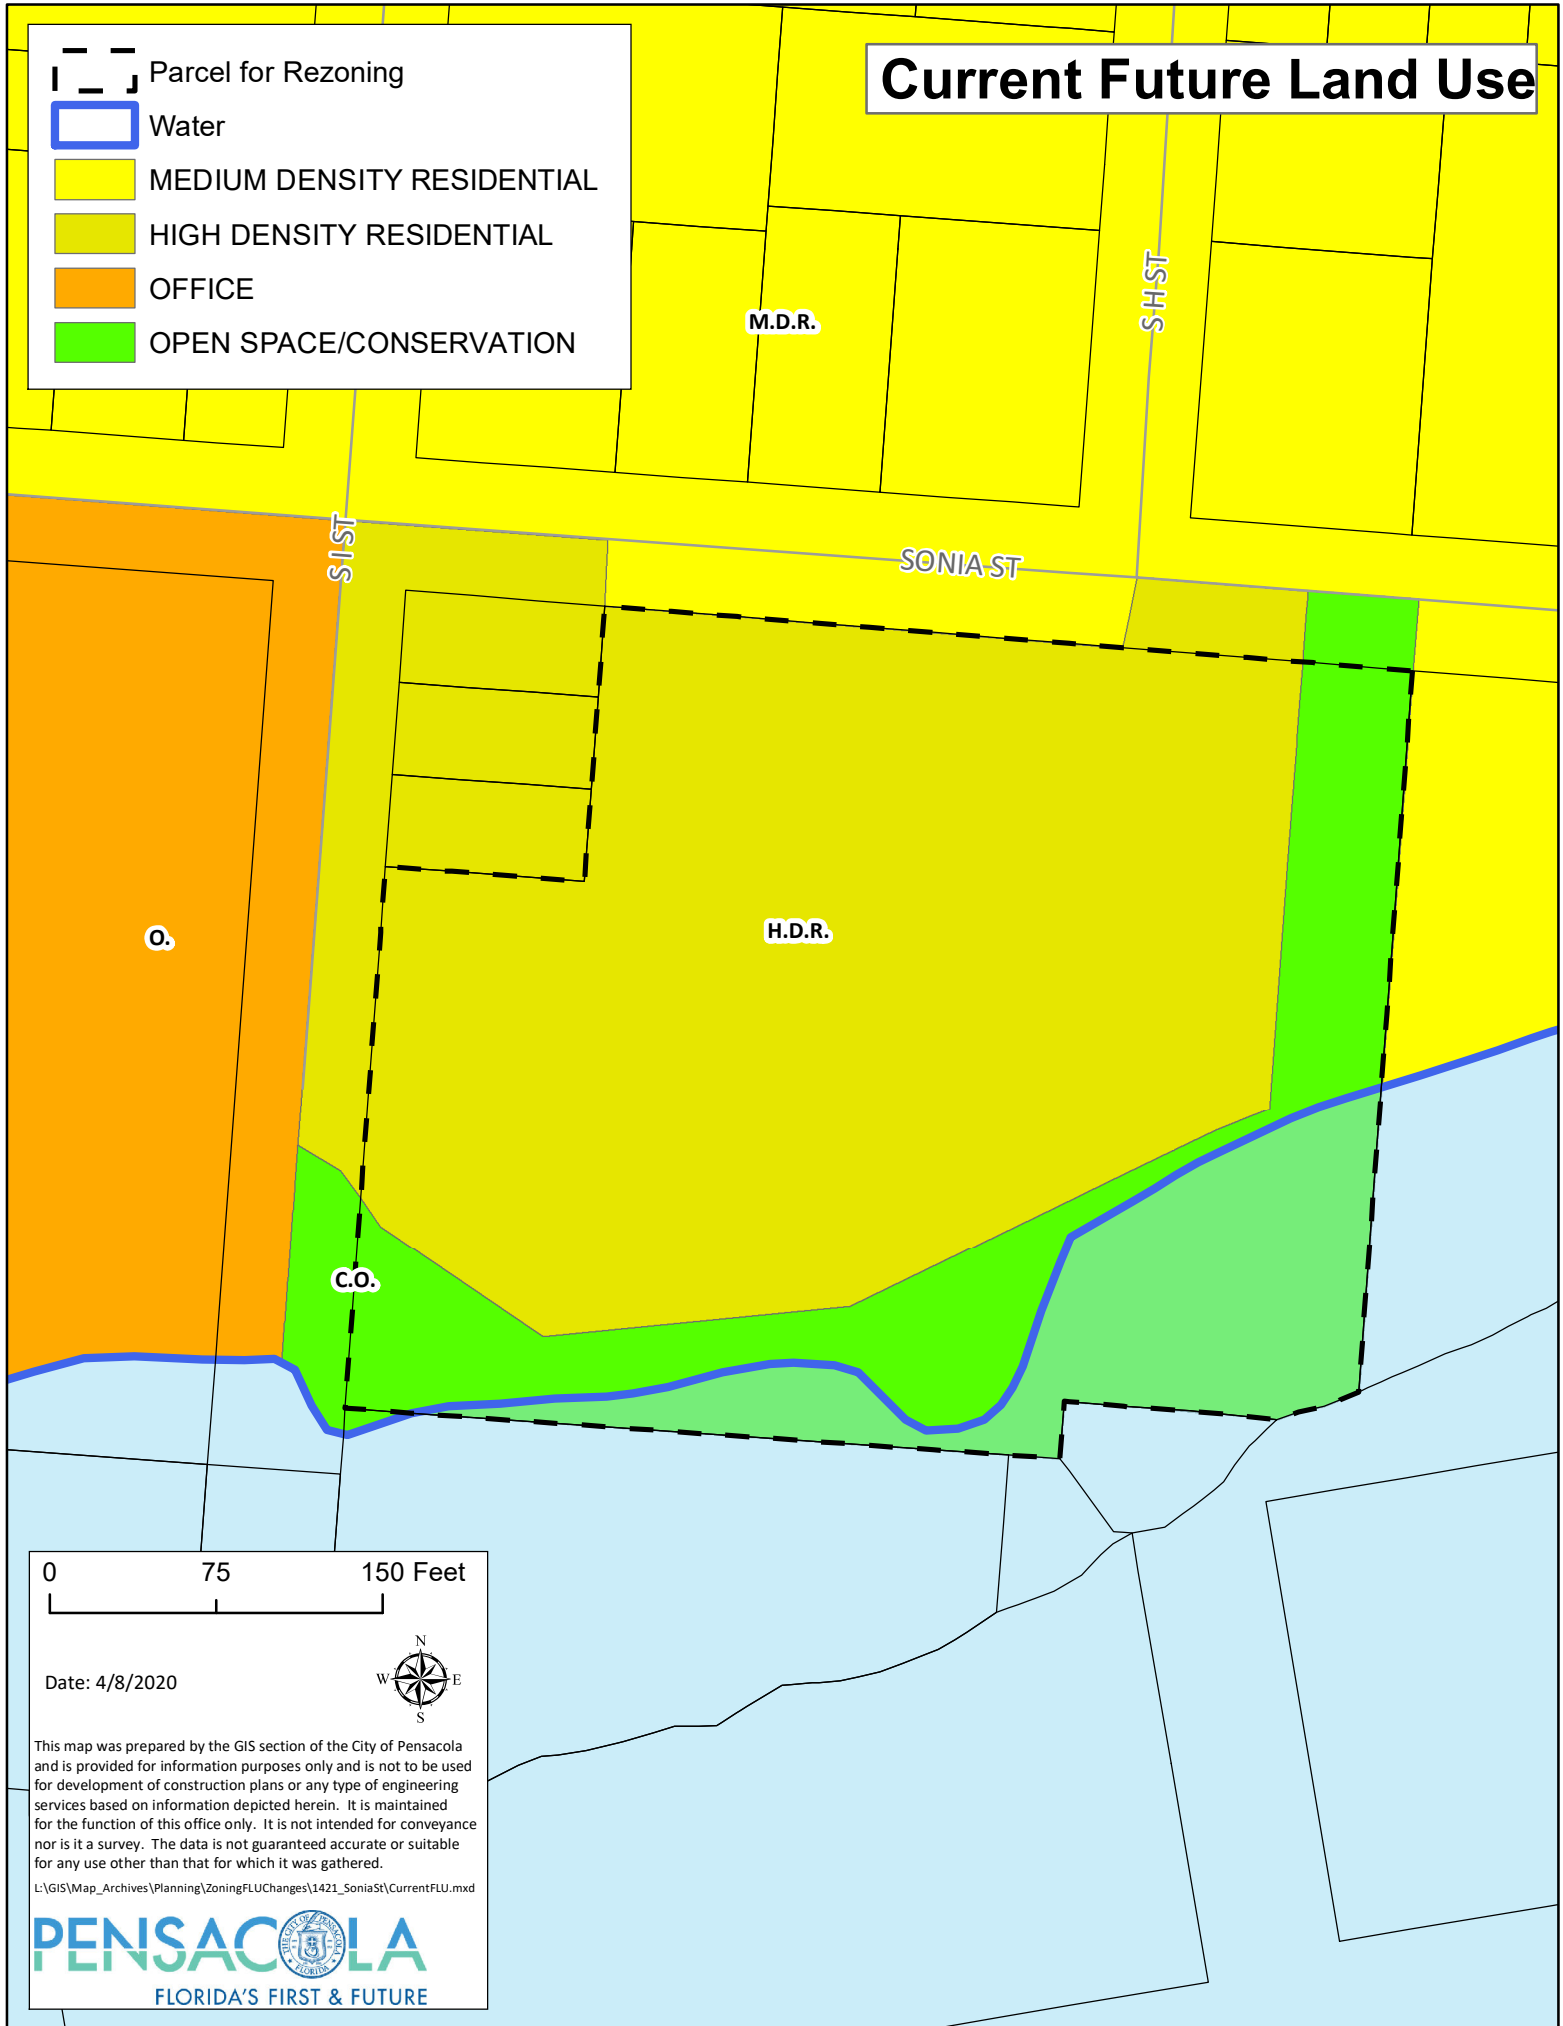 Current Future Land Use
Parcel for Rezoning
Water
MEDIUM DENSITY RESIDENTIAL
HIGH DENSITY RESIDENTIAL
OFFICE
OPEN SPACE/CONSERVATION
M.D.R.
S H ST
S I ST
SONIA ST
O.
H.D.R.
C.O.
0 75 150 Feet
N
W E
S
Date: 4/8/2020
This map was prepared by the GIS section of the City of Pensacola
and is provided for information purposes only and is not to be used
for development of construction plans or any type of engineering
services based on information depicted herein. It is maintained
for the function of this office only. It is not intended for conveyance
nor is it a survey. The data is not guaranteed accurate or suitable
for any use other than that for which it was gathered.
L:\GIS\Map_Archives\Planning\ZoningFLUChanges\1421_SoniaSt\CurrentFLU.mxd
PENSACOLA
THE CITY OF PENSACOLA
FLORIDA
FLORIDA'S FIRST & FUTURE